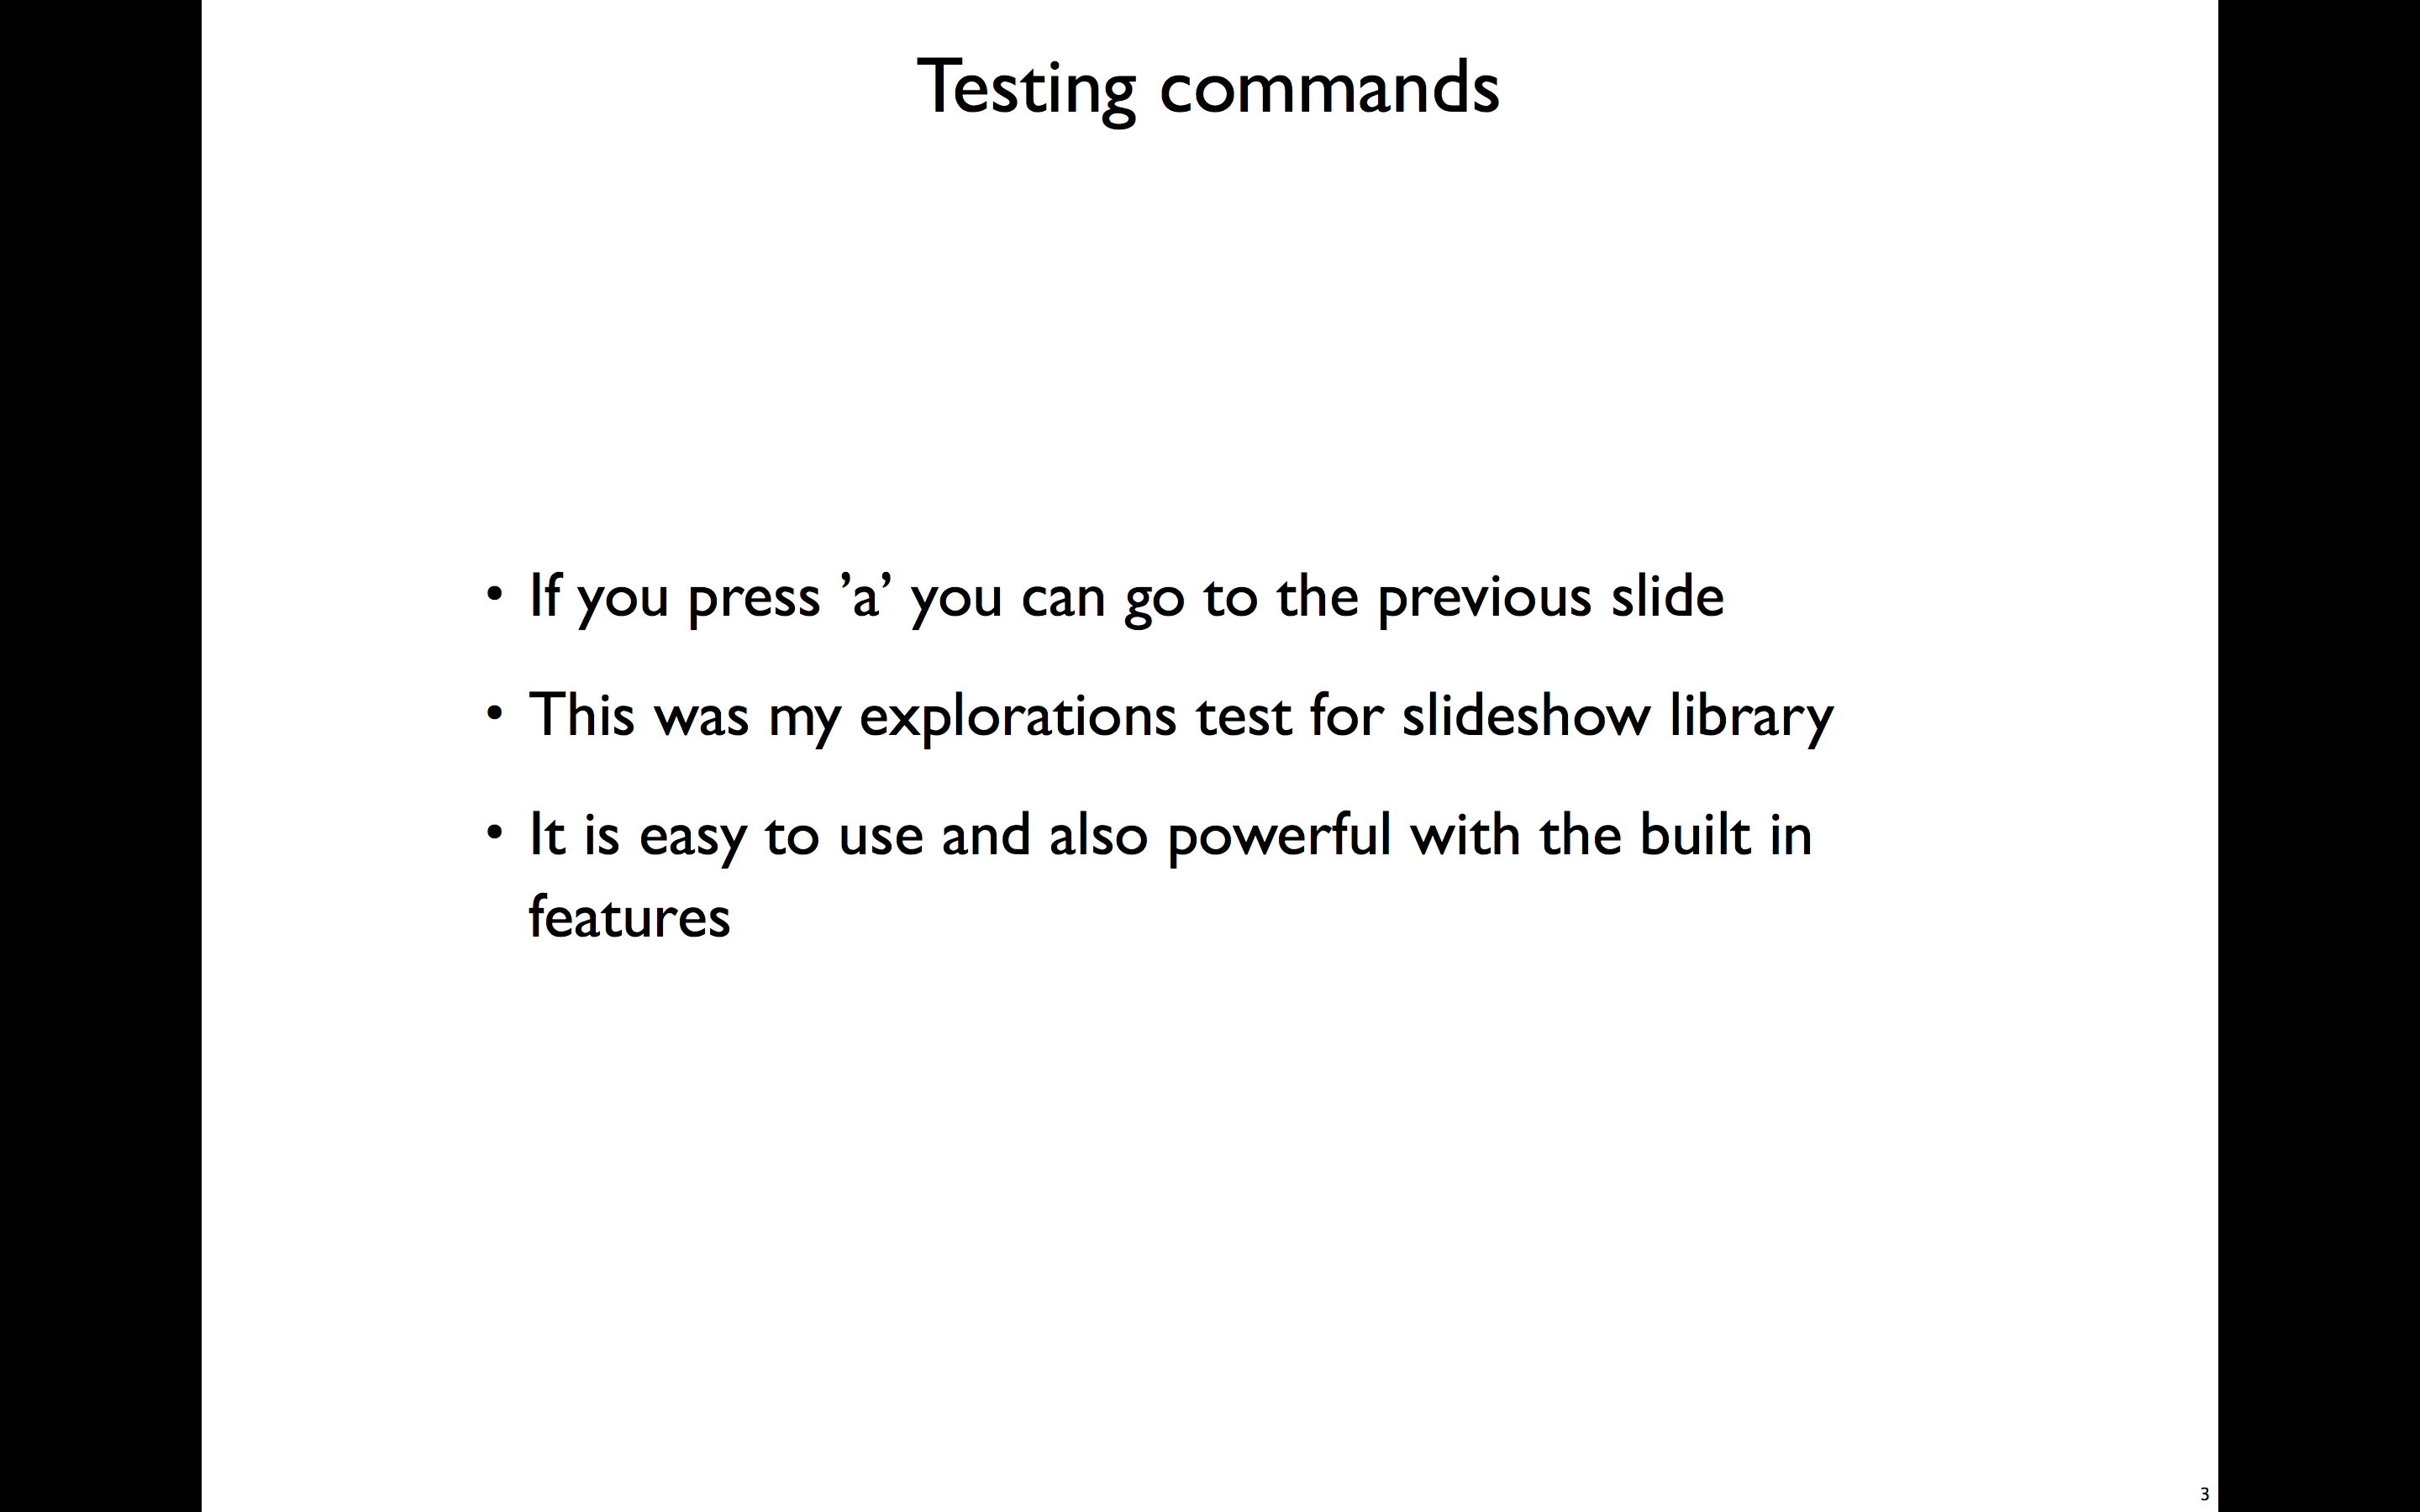 Testing commands
• If you press ’a’ you can go to the previous slide
• This was my explorations test for slideshow library
• It is easy to use and also powerful with the built in
features
3